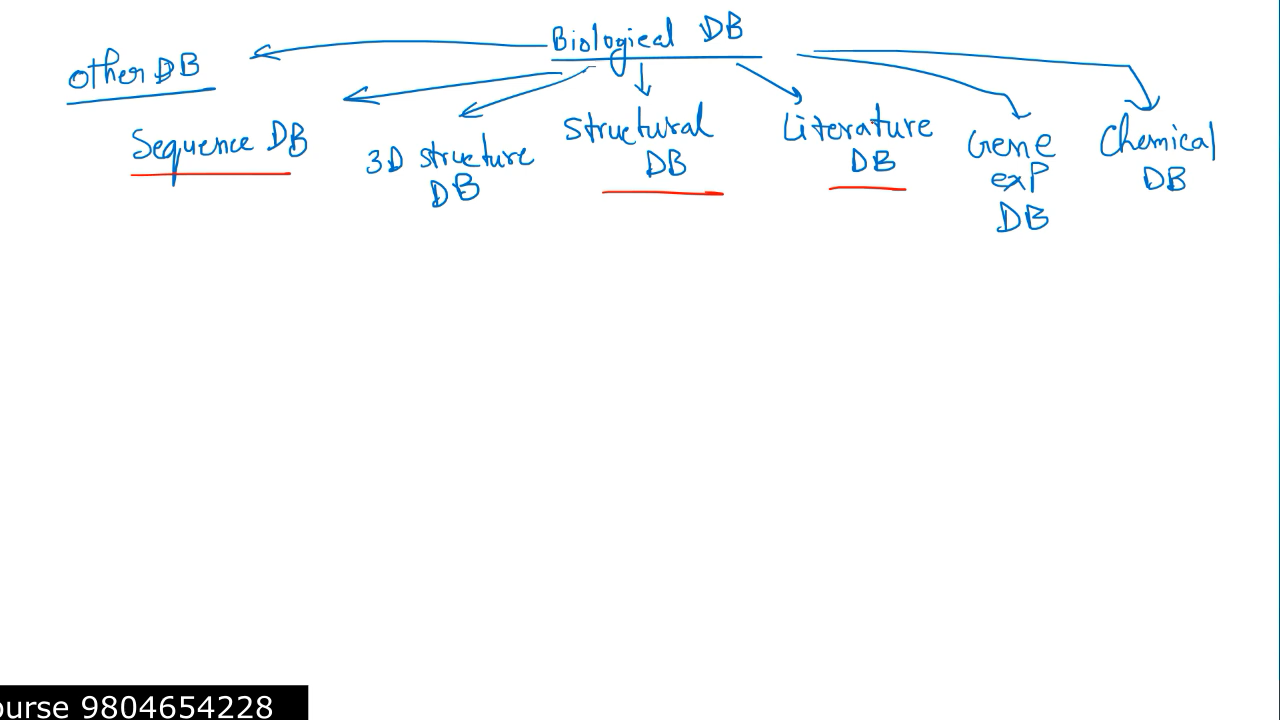 Biological DB
other DB
Sequence DB
3D structure
DB
Structural
DB
Literature
DB
Gene
exP
DB
Chemical
DB
ourse 9804654228